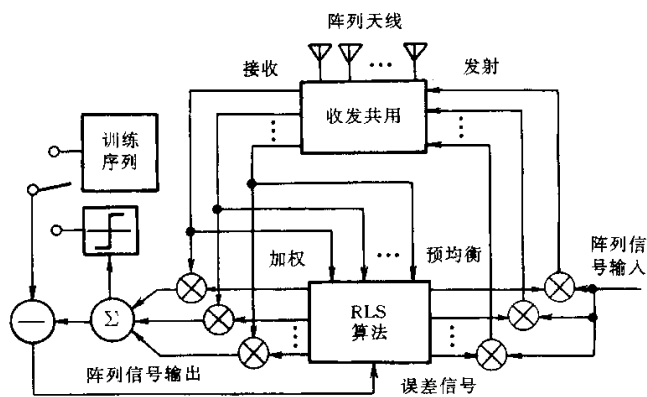 阵列天线
接收
发射
收发共用
训练
序列
加权
预均衡
阵列信
号输入
RLS
算法
Σ
阵列信号输出
误差信号